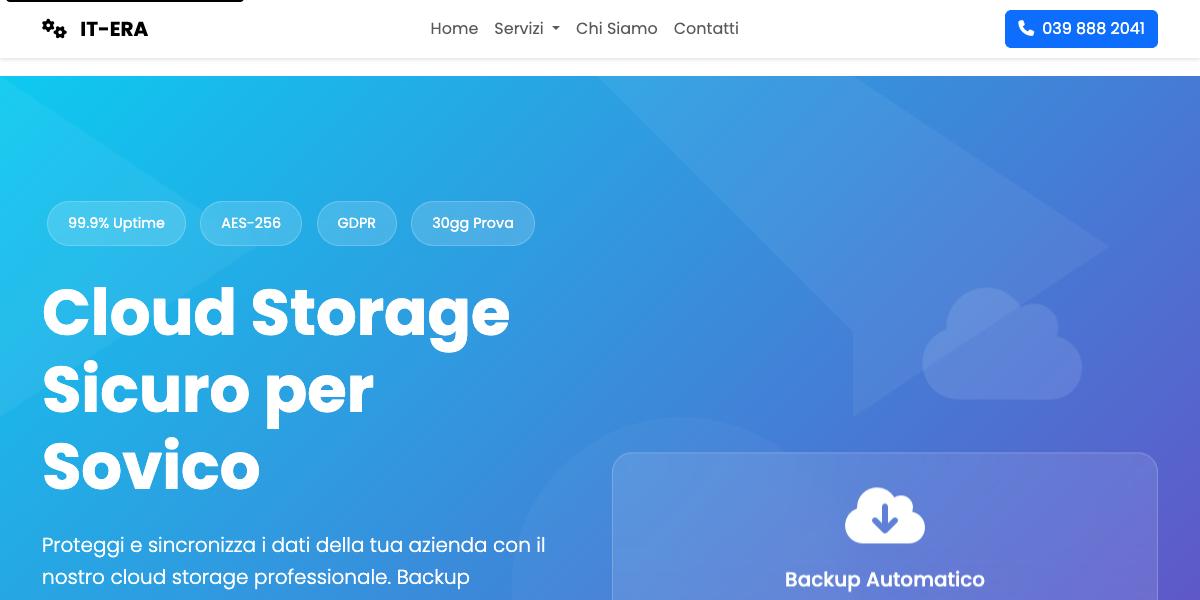 IT-ERA
Home Servizi Chi Siamo Contatti
039 888 2041
99.9% Uptime AES-256 GDPR 30gg Prova
Cloud Storage
Sicuro per
Sovico
Proteggi e sincronizza i dati della tua azienda con il
nostro cloud storage professionale. Backup
Backup Automatico